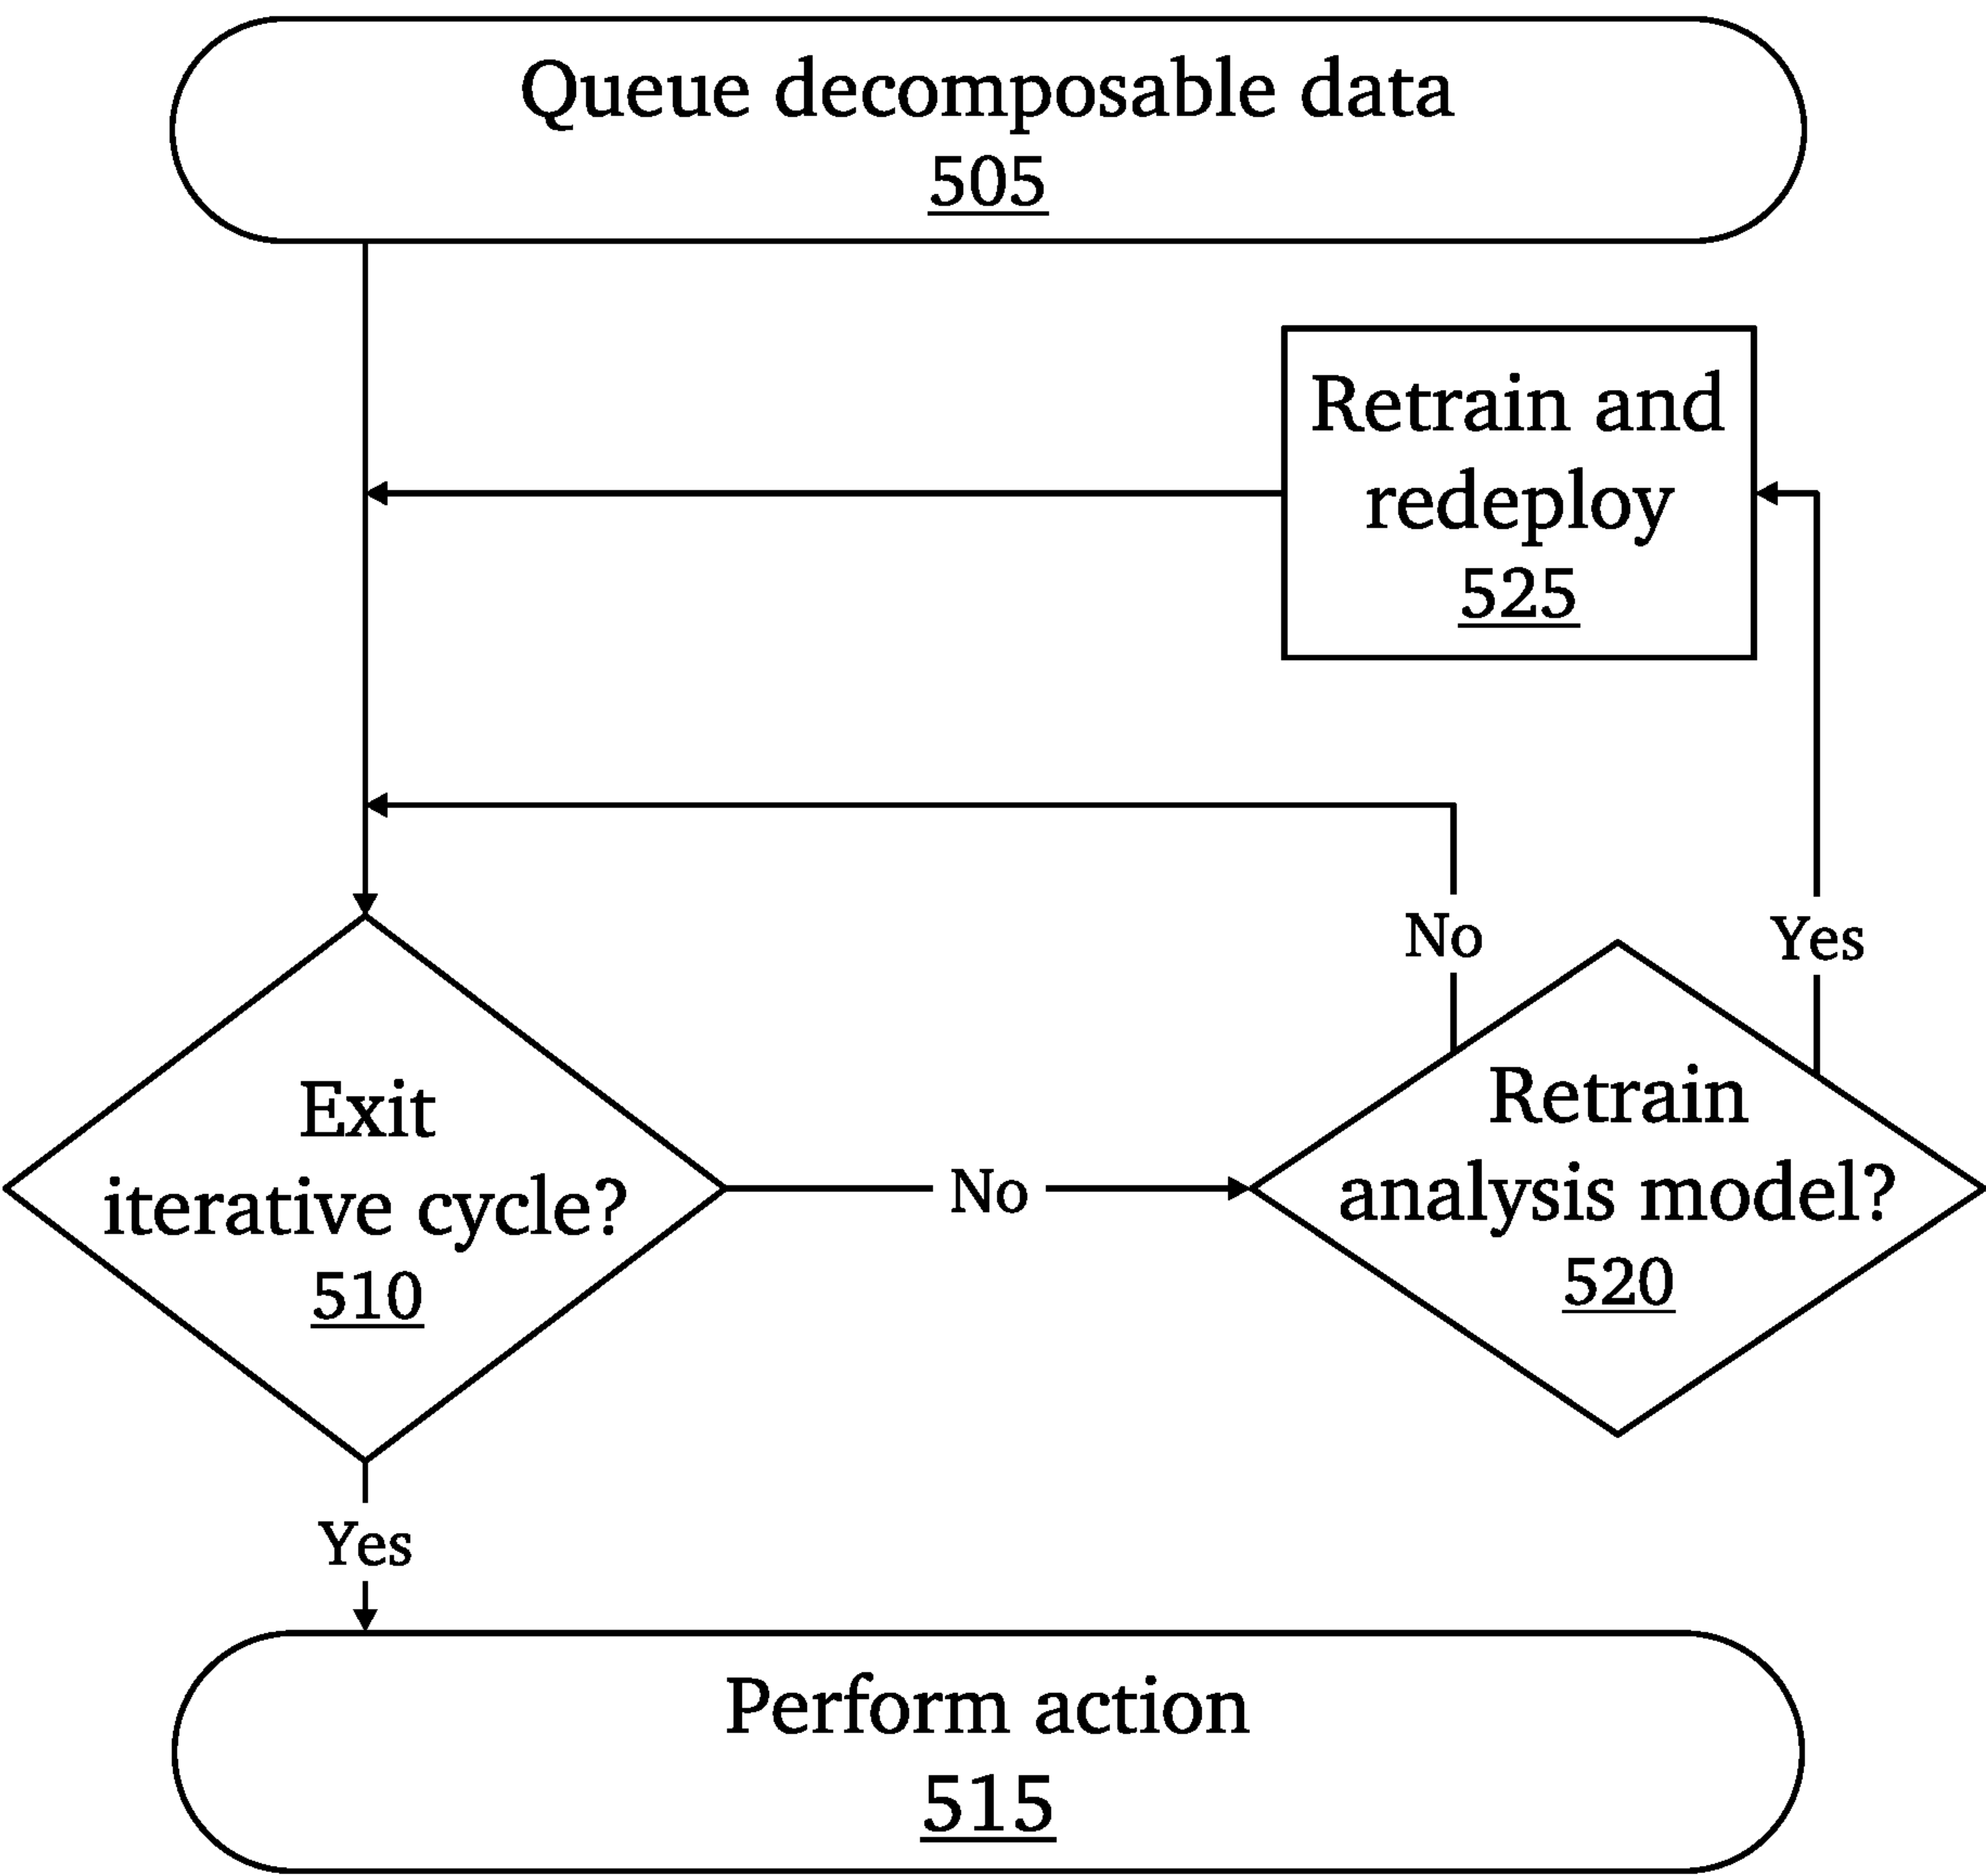 Queue decomposable data
505
Retrain and
redeploy
525
No
Yes
Exit
iterative cycle?
510
No
Retrain
analysis model?
520
Yes
Perform action
515